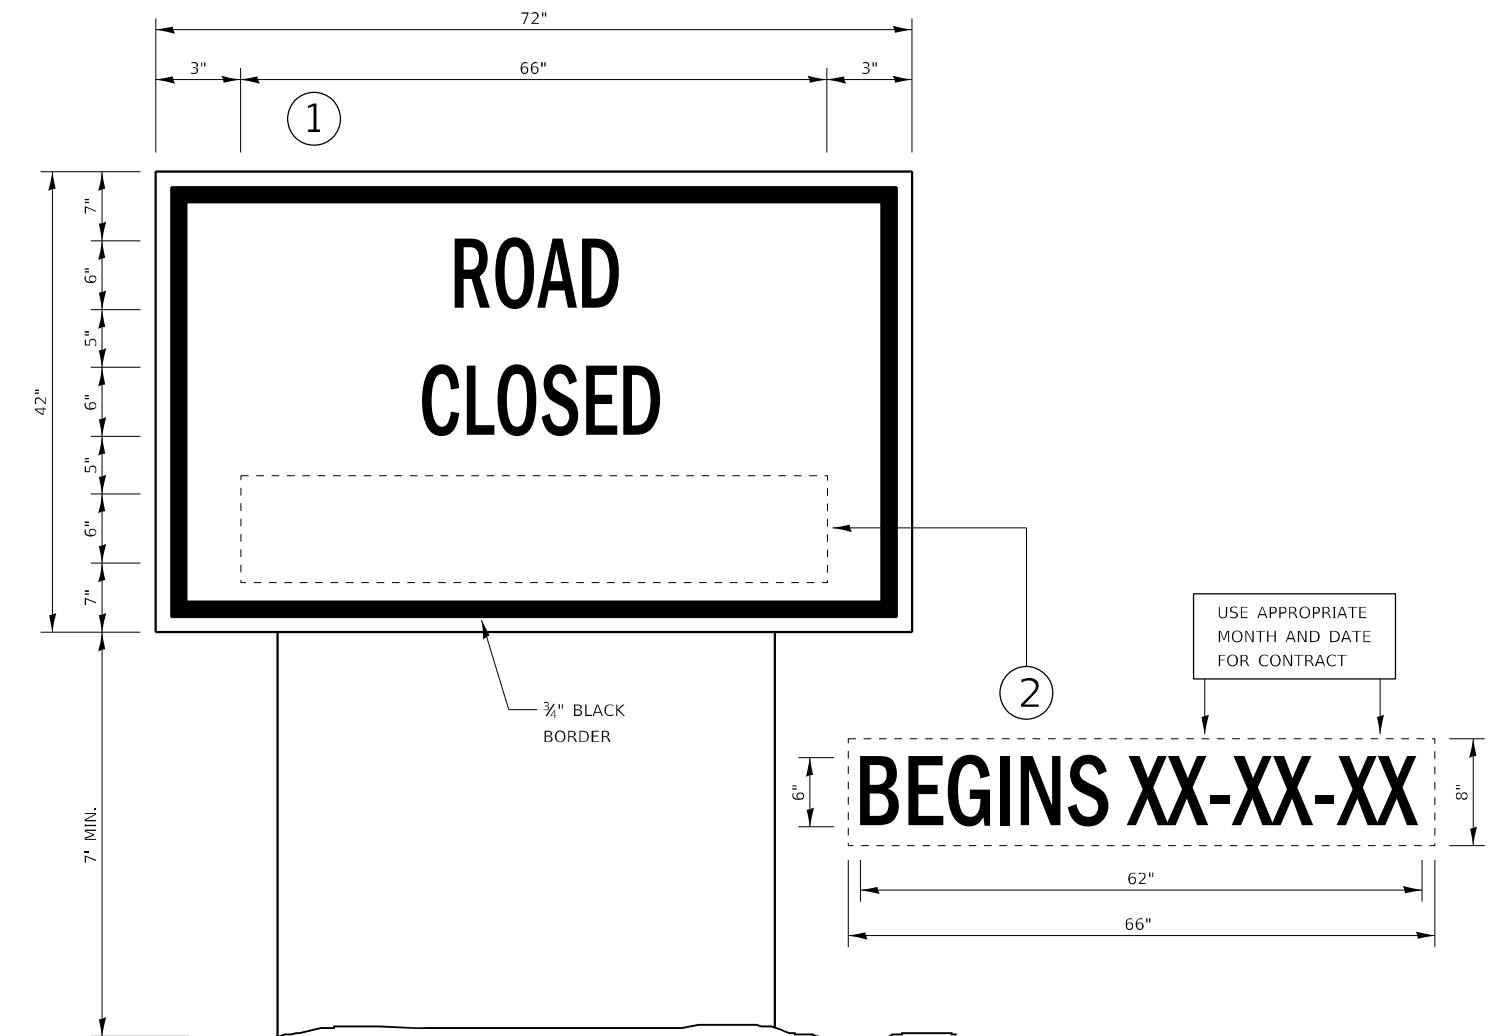 72"
3" 66" 3"
1
7"
6"
5"
6"
5"
6"
7"
42"
7' MIN.
ROAD
CLOSED
¾" BLACK
BORDER
2
USE APPROPRIATE
MONTH AND DATE
FOR CONTRACT
6"
BEGINS XX-XX-XX
8"
62"
66"